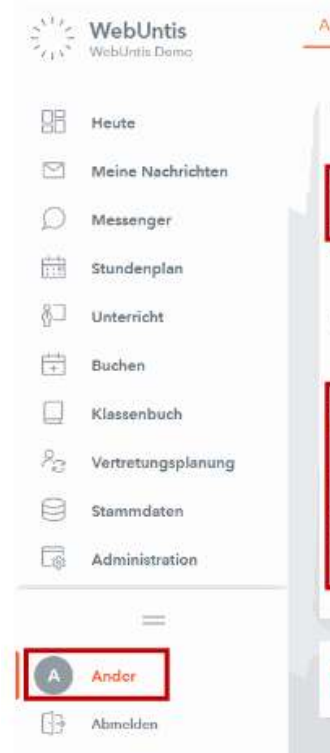 WebUntis
WebUntis Demo
A
Heute
Meine Nachrichten
Messenger
Stundenplan
Unterricht
Buchen
Klassenbuch
Vertretungsplanung
Stammdaten
Administration
A
Ander
Abmelden